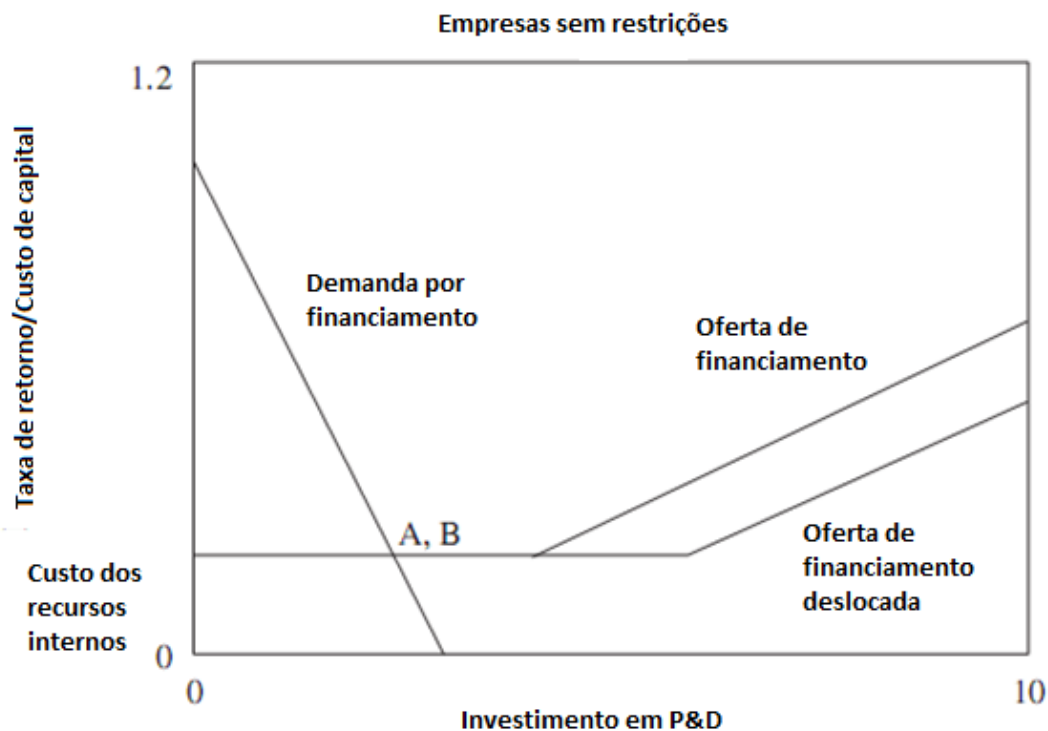 Empresas sem restrições
1.2
Taxa de retorno/Custo de capital
Demanda por
financiamento
Oferta de
financiamento
A, B
Oferta de
financiamento
deslocada
Custo dos
recursos
internos
0
0
10
Investimento em P&D